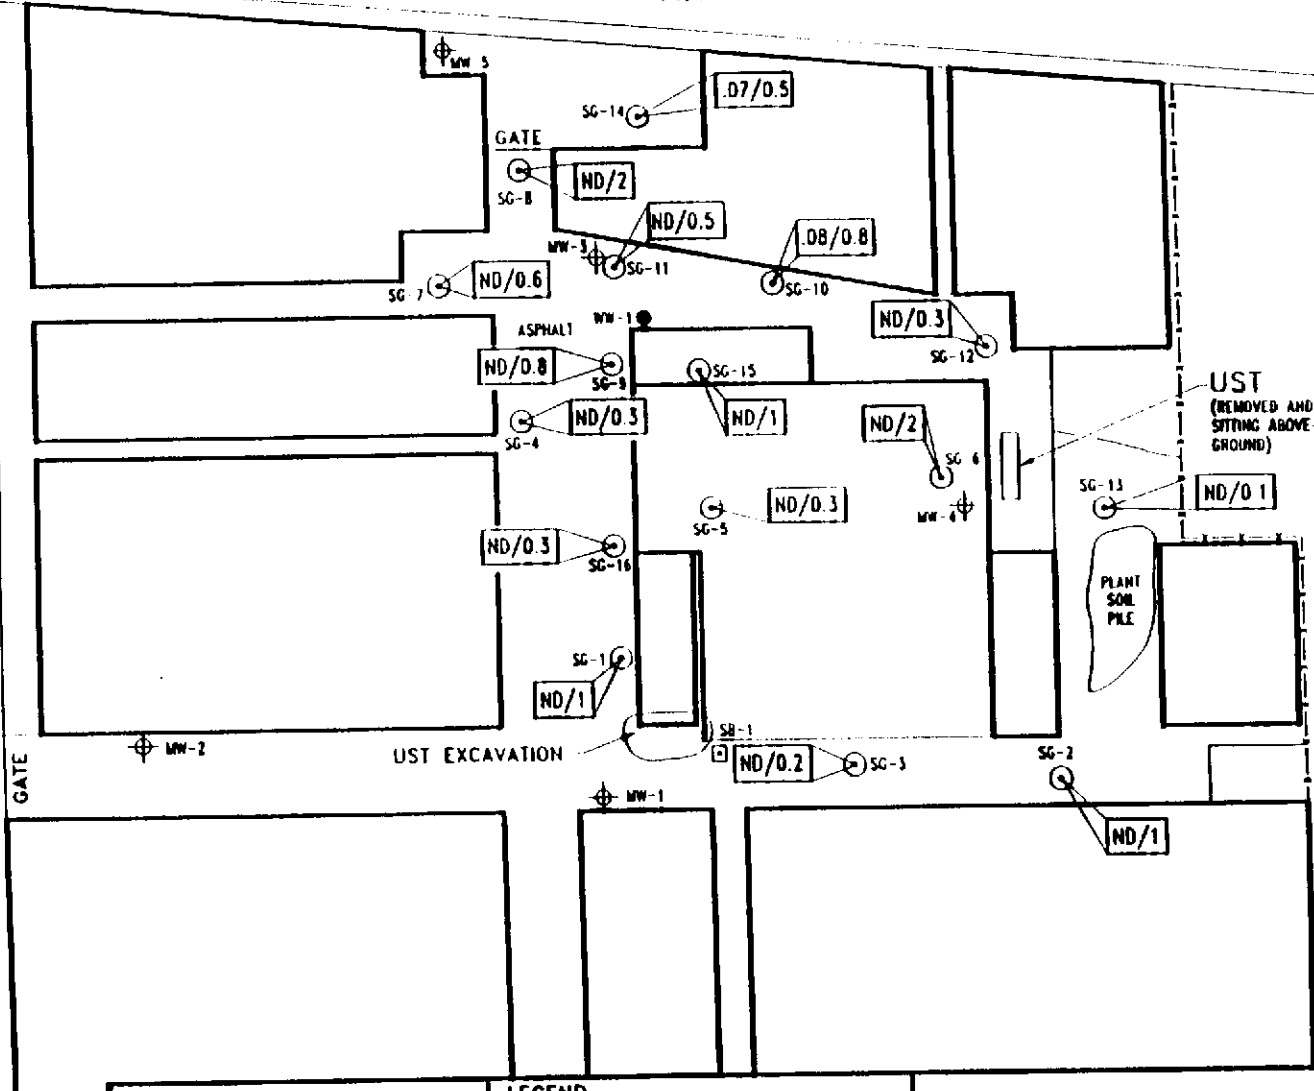 MW-5
.07/0.5
SG-14
GATE
ND/2
SG-8
ND/0.5
.08/0.8
MW-3
SG-11
ND/0.6
SG-7
SG-10
ND/0.3
WW-1
ASPHALT
SG-12
ND/0.8
SG-9
SG-15
UST
(REMOVED AND
SITTING ABOVE-
GROUND)
ND/0.3
SG-4
ND/1
ND/2
SG-6
SG-13
ND/0.1
ND/0.3
SG-5
MW-4
ND/0.3
SG-16
PLANT
SOIL
PILE
SG-1
ND/1
SB-1
MW-2
UST EXCAVATION
ND/0.2
SG-3
SG-2
GATE
MW-1
ND/1
LEGEND